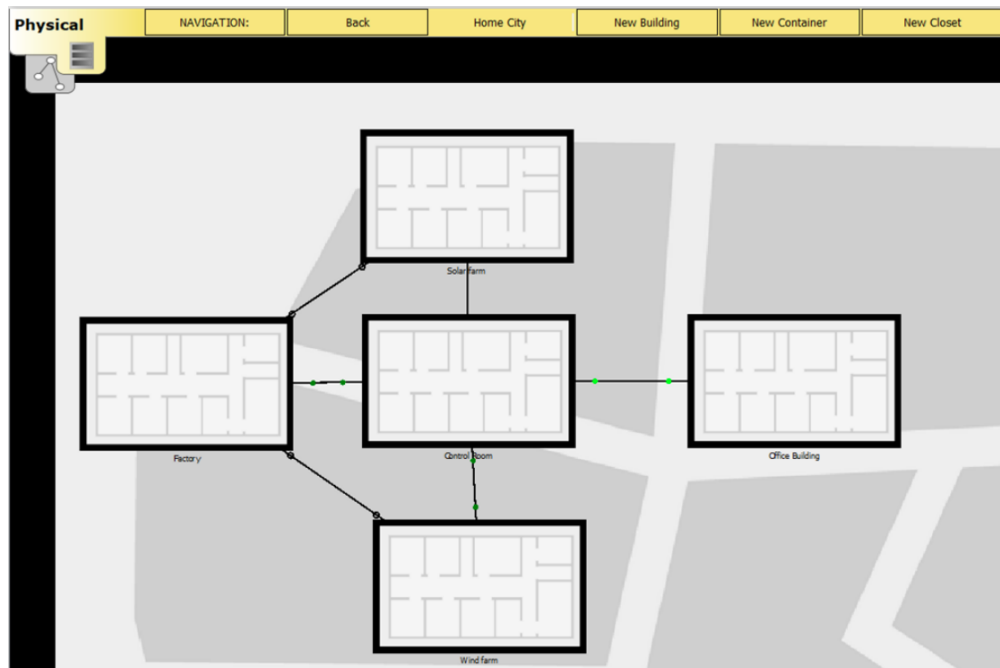 Physical
NAVIGATION:
Back
Home City
New Building
New Container
New Closet
Solar farm
Factory
Control Room
Office Building
Wind farm